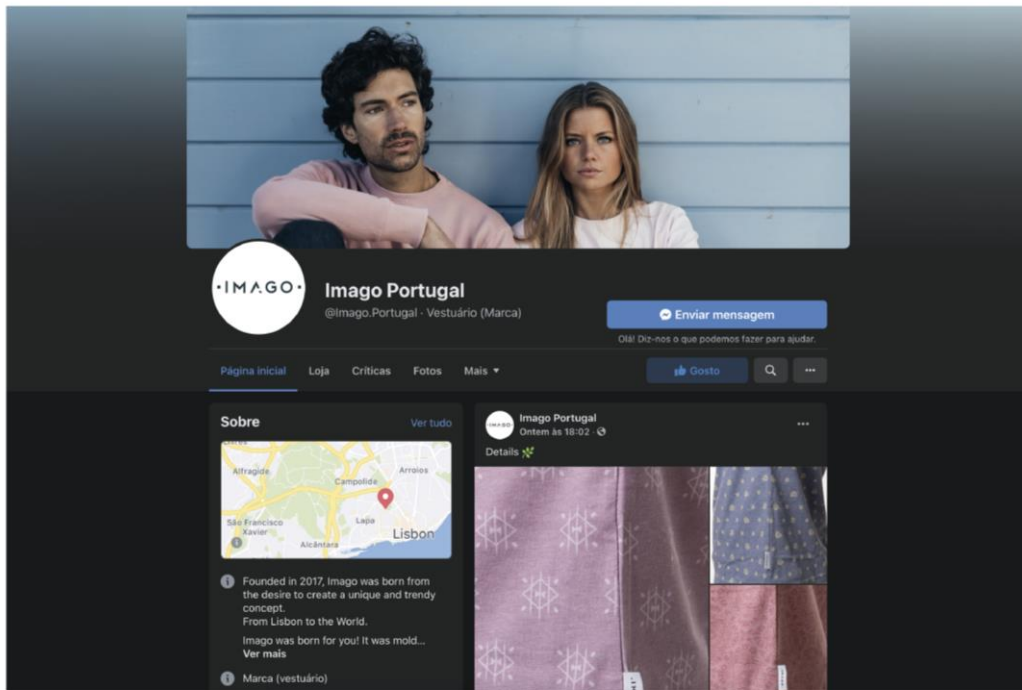 ·IMAGO·
Imago Portugal
@Imago.Portugal · Vestuário (Marca)
Enviar mensagem
Olá! Diz-nos o que podemos fazer para ajudar.
Página inicial
Loja
Críticas
Fotos
Mais
Gosto
Sobre
Ver tudo
Alfragide
Arroios
Campolide
São Francisco
Xavier
Lapa
Lisbon
Alcântara
Founded in 2017, Imago was born from
the desire to create a unique and trendy
concept.
From Lisbon to the World.
Imago was born for you! It was mold...
Ver mais
Marca (vestuário)
·IMAGO·
Imago Portugal
Ontem às 18:02 ·
Details